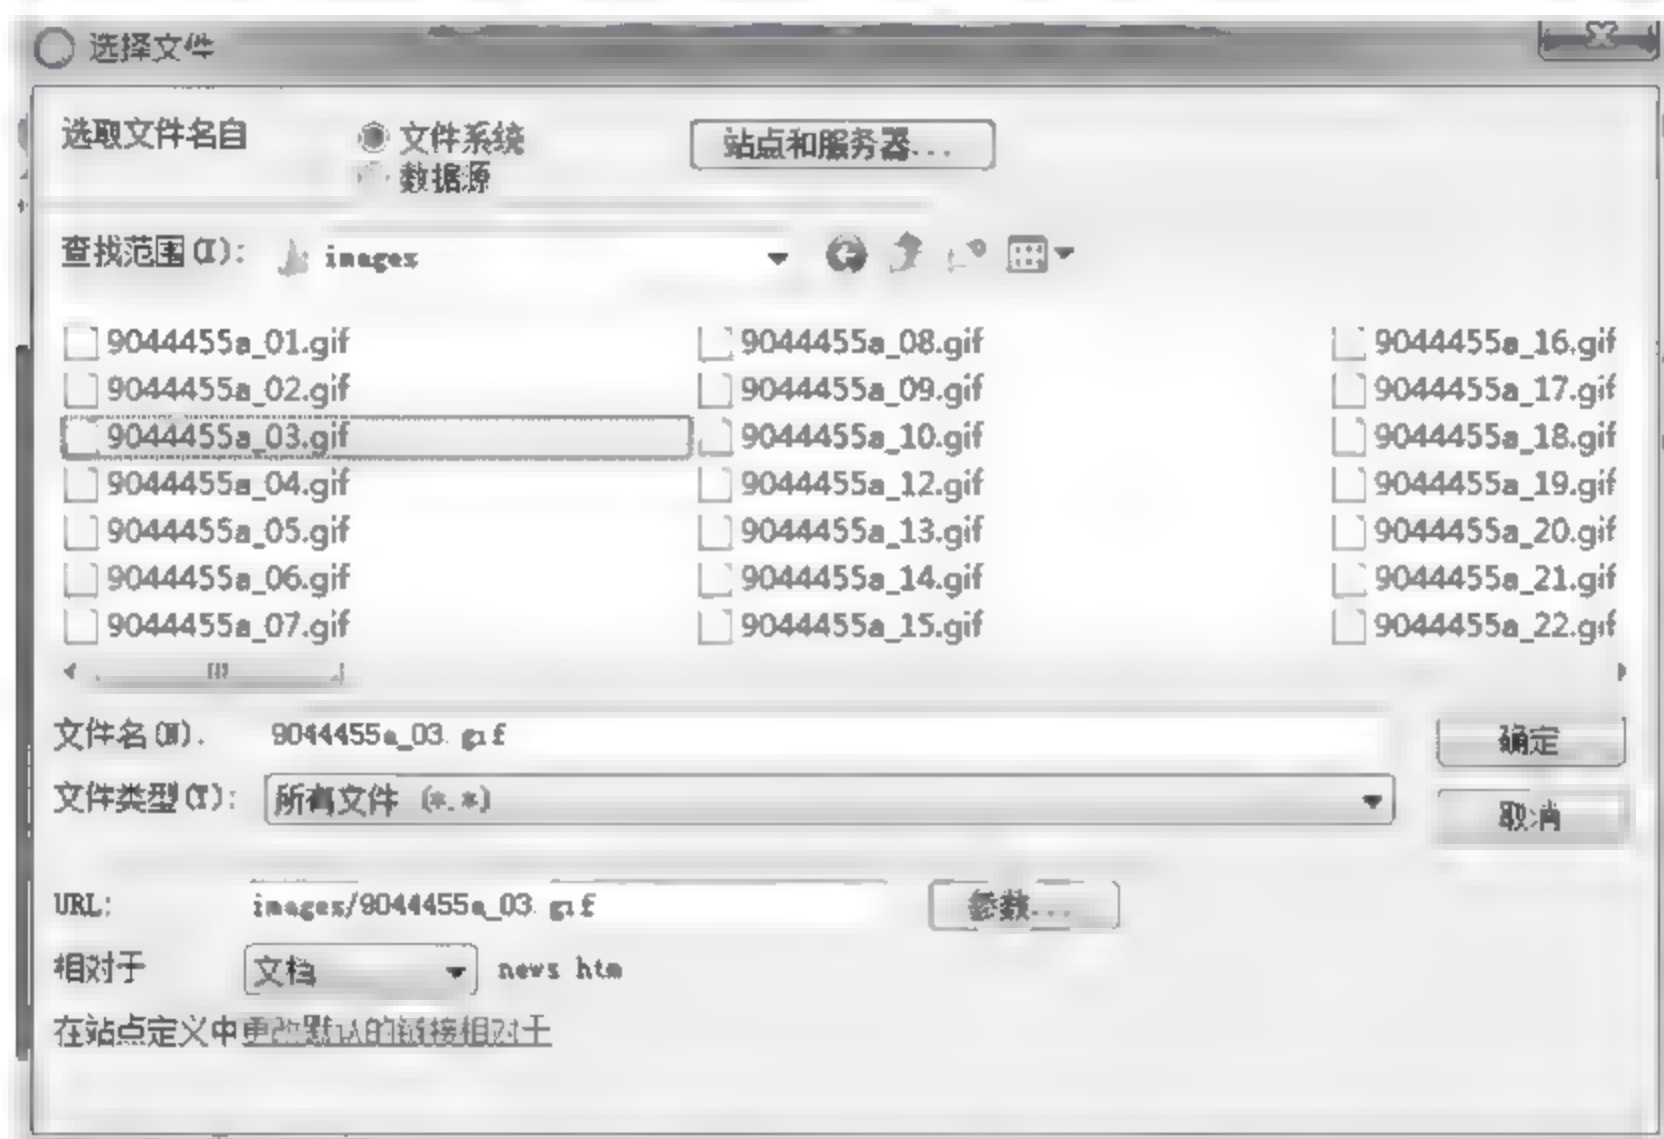 选择文件
选取文件名自
文件系统
站点和服务器...
数据源
查找范围(I):
images
9044455a_01.gif
9044455a_02.gif
9044455a_03.gif
9044455a_04.gif
9044455a_05.gif
9044455a_06.gif
9044455a_07.gif
9044455a_08.gif
9044455a_09.gif
9044455a_10.gif
9044455a_12.gif
9044455a_13.gif
9044455a_14.gif
9044455a_15.gif
9044455a_16.gif
9044455a_17.gif
9044455a_18.gif
9044455a_19.gif
9044455a_20.gif
9044455a_21.gif
9044455a_22.gif
文件名(N).
9044455a_03.gif
确定
文件类型(T):
所有文件 (*.*)
取消
URL:
images/9044455a_03.gif
参数...
相对于
文档
news htm
在站点定义中更改默认的链接相对于